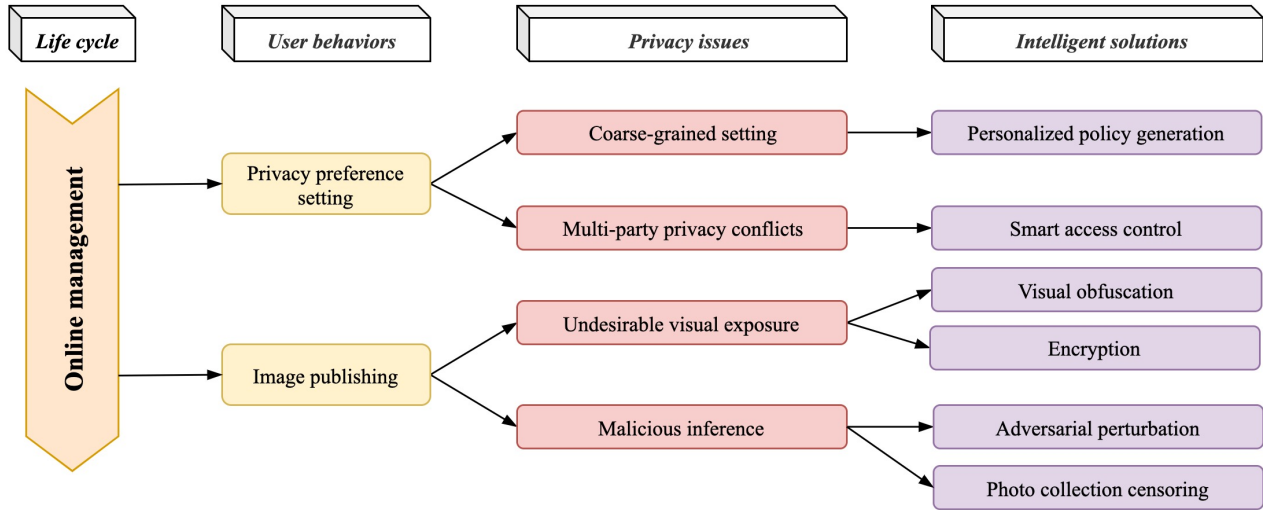 Life cycle
User behaviors
Privacy issues
Intelligent solutions
Online management
Privacy preference
setting
Coarse-grained setting
Personalized policy generation
Multi-party privacy conflicts
Smart access control
Image publishing
Undesirable visual exposure
Visual obfuscation
Encryption
Malicious inference
Adversarial perturbation
Photo collection censoring